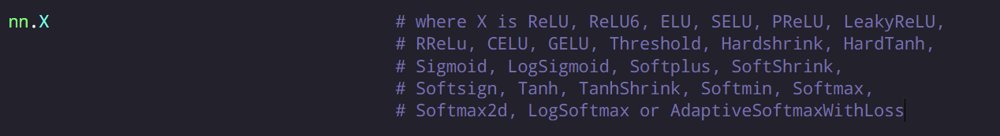 nn.X # where X is ReLU, ReLU6, ELU, SELU, PReLU, LeakyReLU,
# RReLu, CELU, GELU, Threshold, Hardshrink, HardTanh,
# Sigmoid, LogSigmoid, Softplus, SoftShrink,
# Softsign, Tanh, TanhShrink, Softmin, Softmax,
# Softmax2d, LogSoftmax or AdaptiveSoftmaxWithLoss